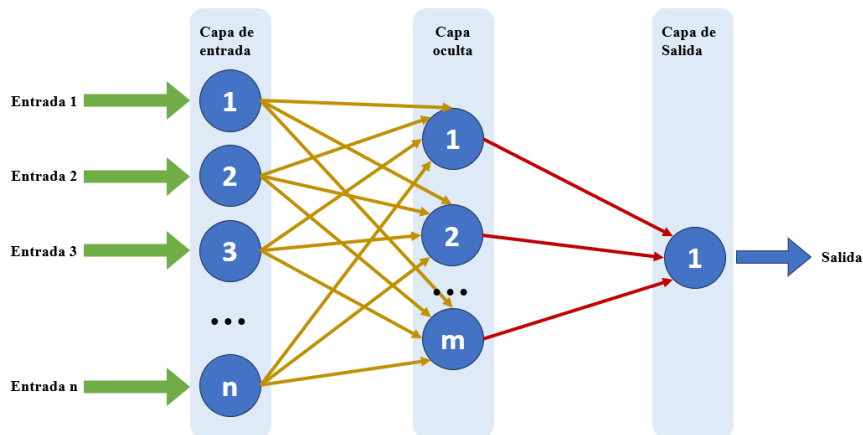 Capa de
entrada
Capa
oculta
Capa de
Salida
Entrada 1
1
1
Entrada 2
2
2
Entrada 3
3
1
Salida
...
...
m
Entrada n
n